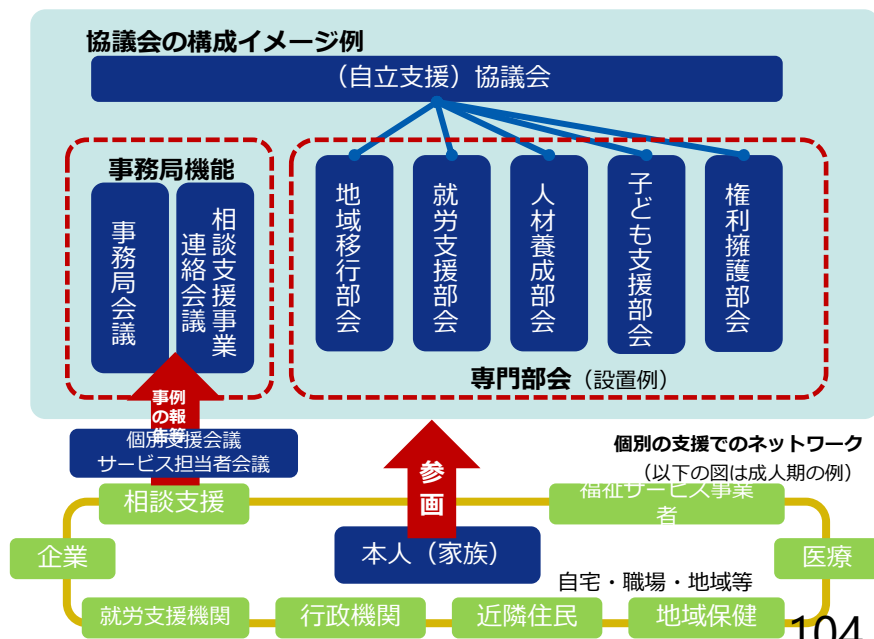 協議会の構成イメージ例
（自立支援）協議会
事務局機能
事務局会議
相談支援事業
連絡会議
地域移行部会
就労支援部会
人材養成部会
子ども支援部会
権利擁護部会
専門部会（設置例）
事例
の報
告等
個別支援会議
サービス担当者会議
参画
個別の支援でのネットワーク
（以下の図は成人期の例）
相談支援
福祉サービス事業
者
企業
本人（家族）
医療
自宅・職場・地域等
就労支援機関
行政機関
近隣住民
地域保健
104